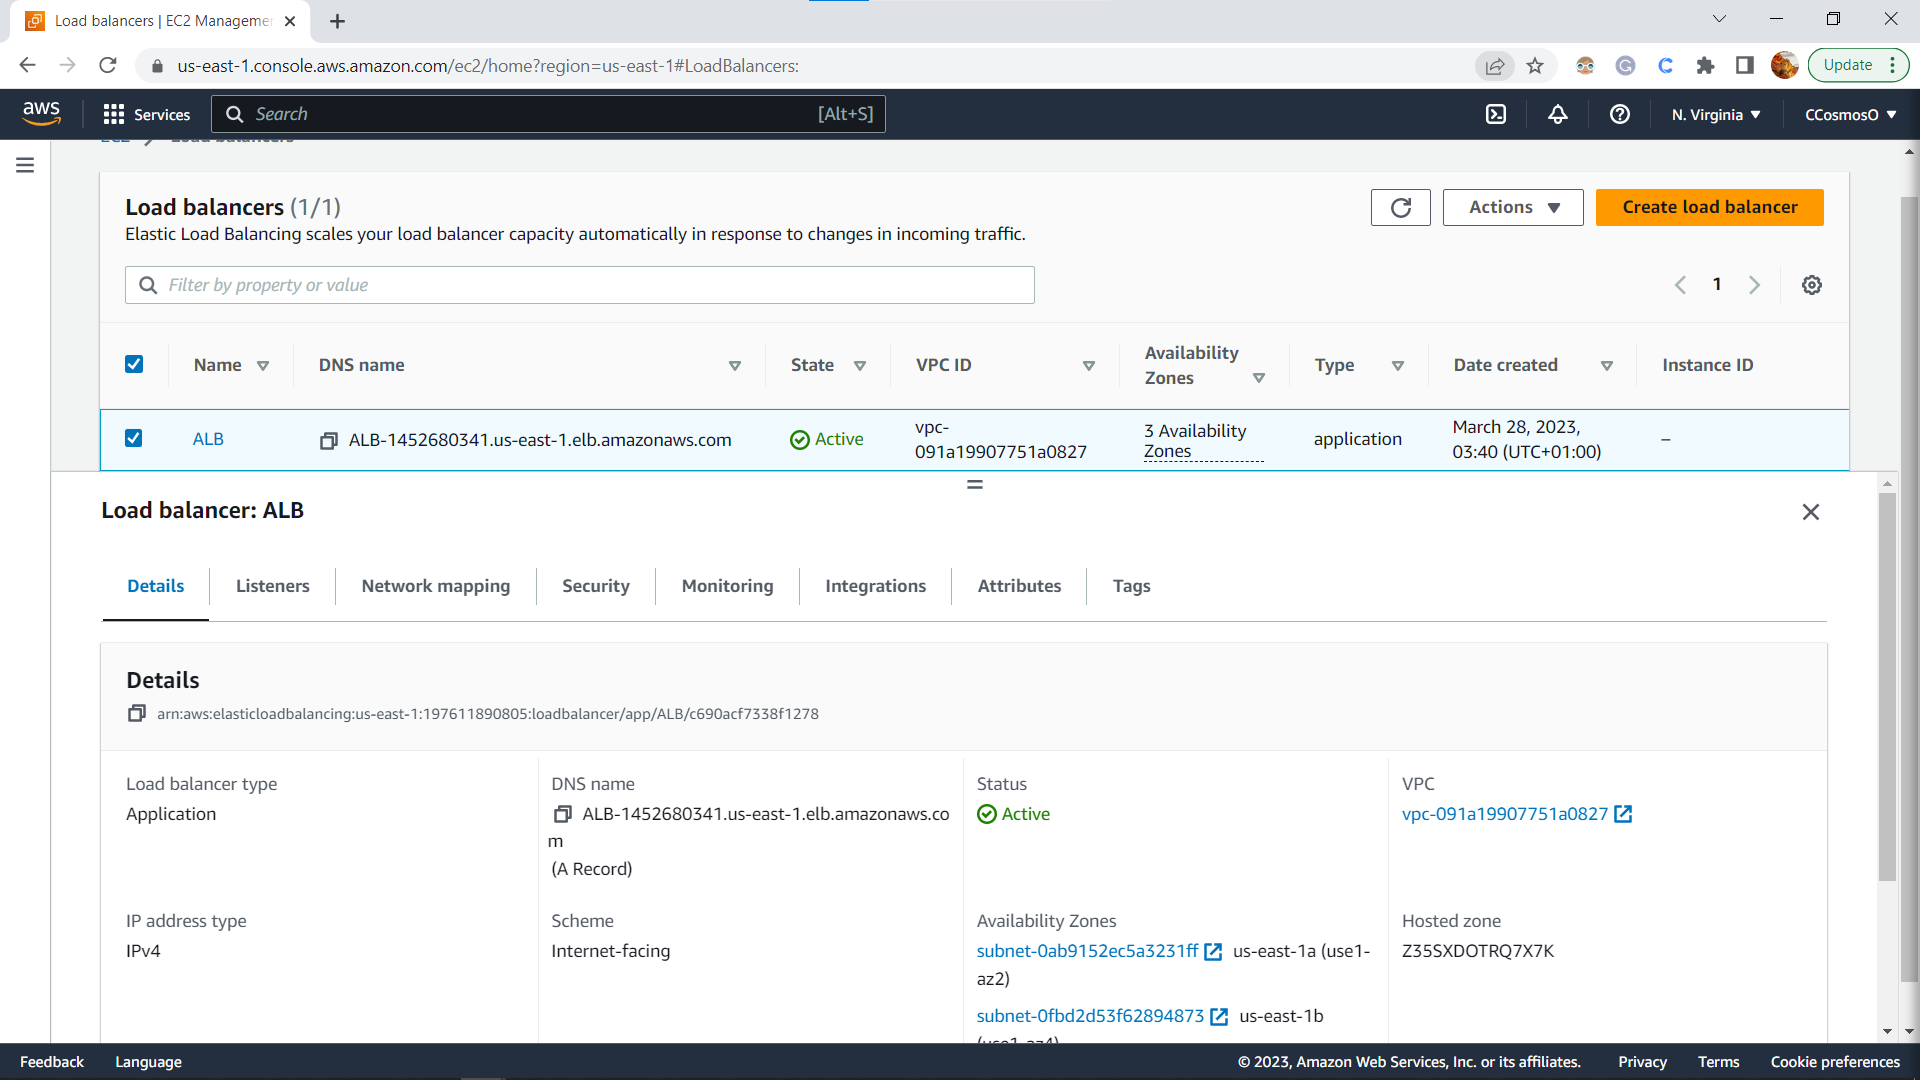 Load balancers | EC2 Managemen
us-east-1.console.aws.amazon.com/ec2/home?region=us-east-1#LoadBalancers:
Update
aws
Services
Search
[Alt+S]
N. Virginia
CCosmosO
EC2
Load balancers
Load balancers (1/1)
Elastic Load Balancing scales your load balancer capacity automatically in response to changes in incoming traffic.
Actions
Create load balancer
Filter by property or value
1
Name
DNS name
State
VPC ID
Availability
Zones
Type
Date created
Instance ID
ALB
ALB-1452680341.us-east-1.elb.amazonaws.com
Active
vpc-
091a19907751a0827
3 Availability
Zones
application
March 28, 2023,
03:40 (UTC+01:00)
–
Load balancer: ALB
Details
Listeners
Network mapping
Security
Monitoring
Integrations
Attributes
Tags
Details
arn:aws:elasticloadbalancing:us-east-1:197611890805:loadbalancer/app/ALB/c690acf7338f1278
Load balancer type
Application
DNS name
ALB-1452680341.us-east-1.elb.amazonaws.co
m
(A Record)
Status
Active
VPC
vpc-091a19907751a0827
IP address type
IPv4
Scheme
Internet-facing
Availability Zones
subnet-0ab9152ec5a3231ff us-east-1a (use1-
az2)
subnet-0fbd2d53f62894873 us-east-1b
(use1-az4)
Hosted zone
Z35SXDOTRQ7X7K
Feedback
Language
© 2023, Amazon Web Services, Inc. or its affiliates.
Privacy
Terms
Cookie preferences